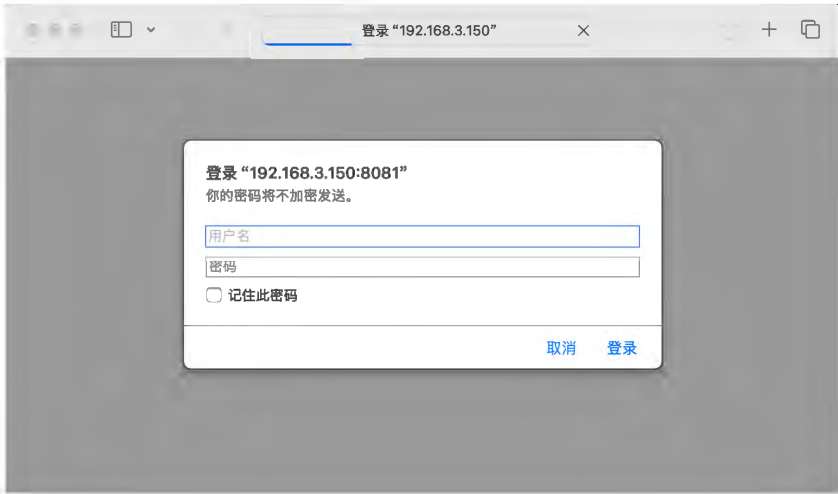 登录 “192.168.3.150”
登录 “192.168.3.150:8081”
你的密码将不加密发送。
用户名
密码
记住此密码
取消 登录